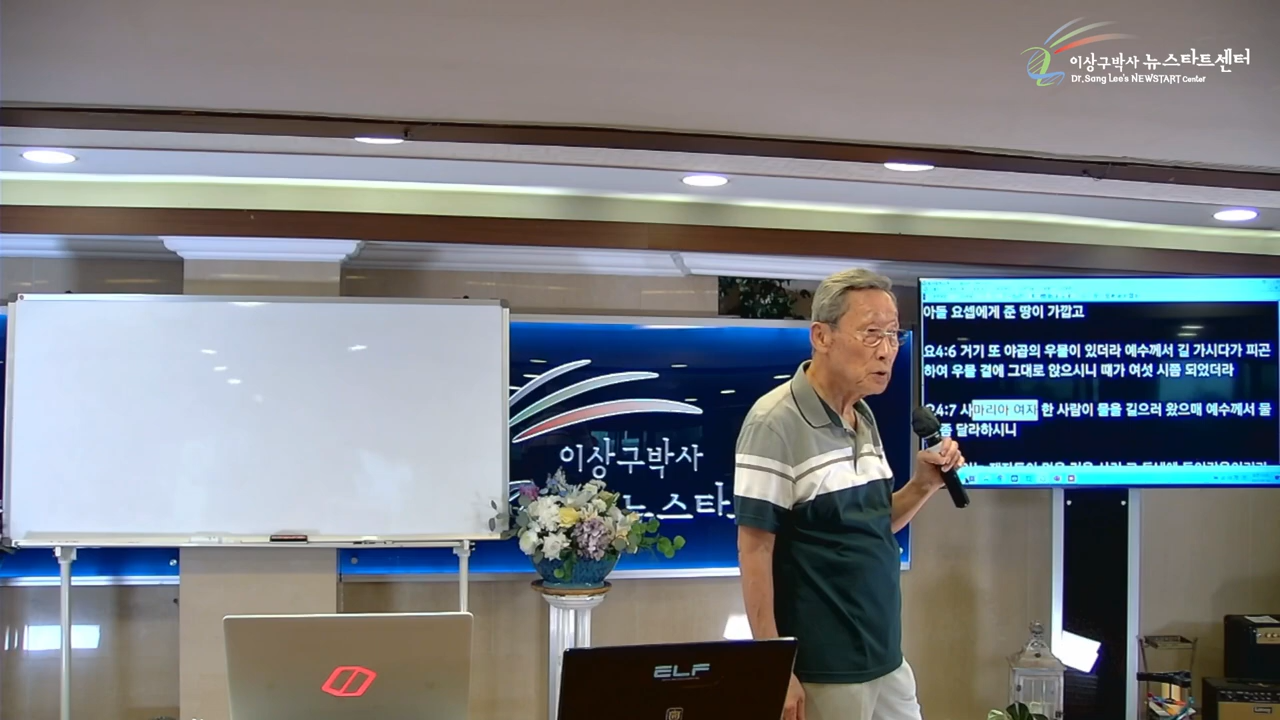 이상구박사 뉴스타트센터
Dr. Sang Lee's NEWSTART Center
아들 요셉에게 준 땅이 가깝고
요4:6 거기 또 야곱의 우물이 있더라 예수께서 길 가시다가 피곤
하여 우물 곁에 그대로 앉으시니 때가 여섯 시쯤 되었더라
요4:7 사마리아 여자 한 사람이 물을 길으러 왔으매 예수께서 물
쫌 달라하시니
이상구박사
뉴스타
ELF